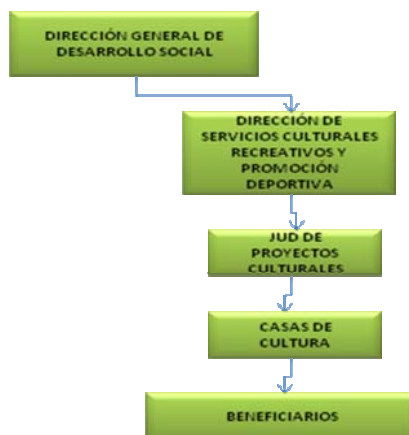 DIRECCIÓN GENERAL DE
DESARROLLO SOCIAL
DIRECCIÓN DE
SERVICIOS CULTURALES
RECREATIVOS Y
PROMOCIÓN
DEPORTIVA
JUD DE
PROYECTOS
CULTURALES
CASAS DE
CULTURA
BENEFICIARIOS